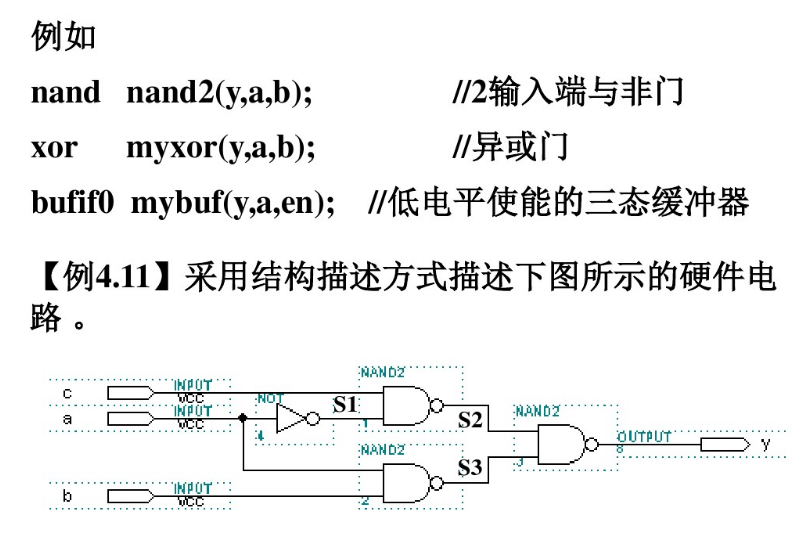 例如
nand nand2(y,a,b); //2输入端与非门
xor myxor(y,a,b); //异或门
bufif0 mybuf(y,a,en); //低电平使能的三态缓冲器
【例4.11】采用结构描述方式描述下图所示的硬件电
路 。
NAND2
c INPUT
VCC
NOT S1
a INPUT
VCC
4
1
S2
NAND2
OUTPUT
y
8
3
NAND2
S3
b INPUT
VCC
2